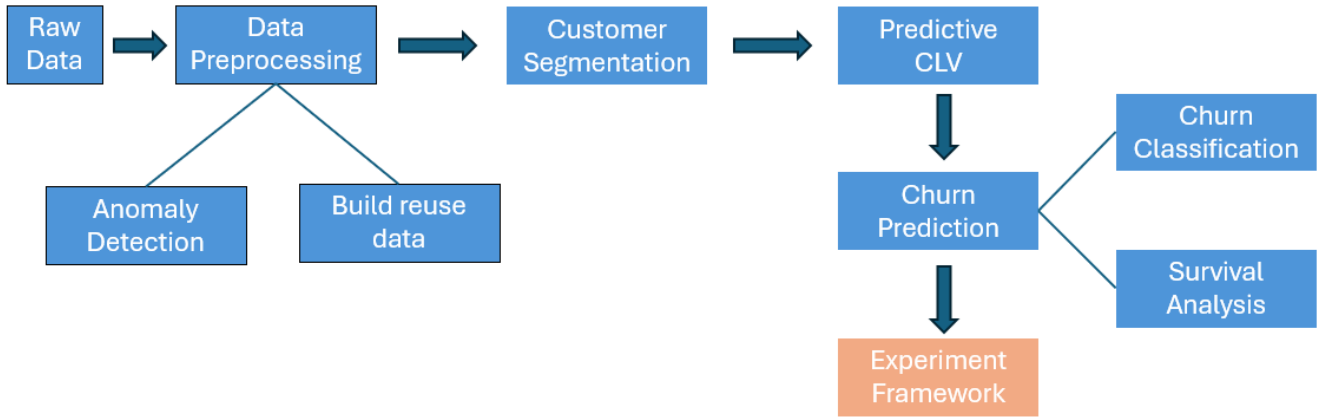 Raw
Data
Data
Preprocessing
Customer
Segmentation
Predictive
CLV
Anomaly
Detection
Build reuse
data
Churn
Prediction
Churn
Classification
Survival
Analysis
Experiment
Framework